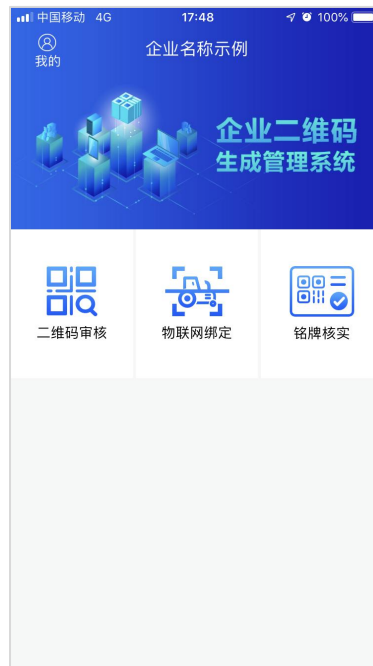 中国移动 4G 17:48 100%
我的
企业名称示例
企业二维码
生成管理系统
二维码审核 物联网绑定 铭牌核实